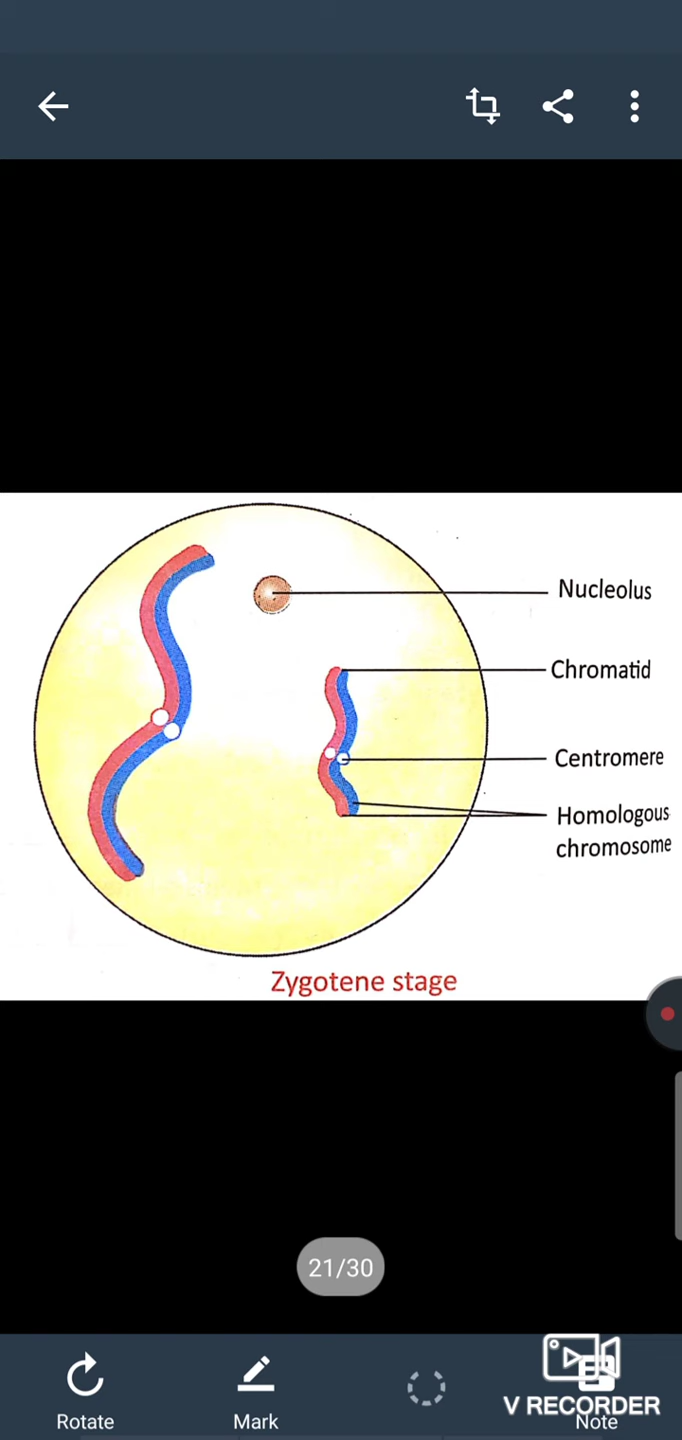 Nucleolus
Chromatid
Centromere
Homologous
chromosome
Zygotene stage
21/30
V RECORDER
Rotate
Mark
Note